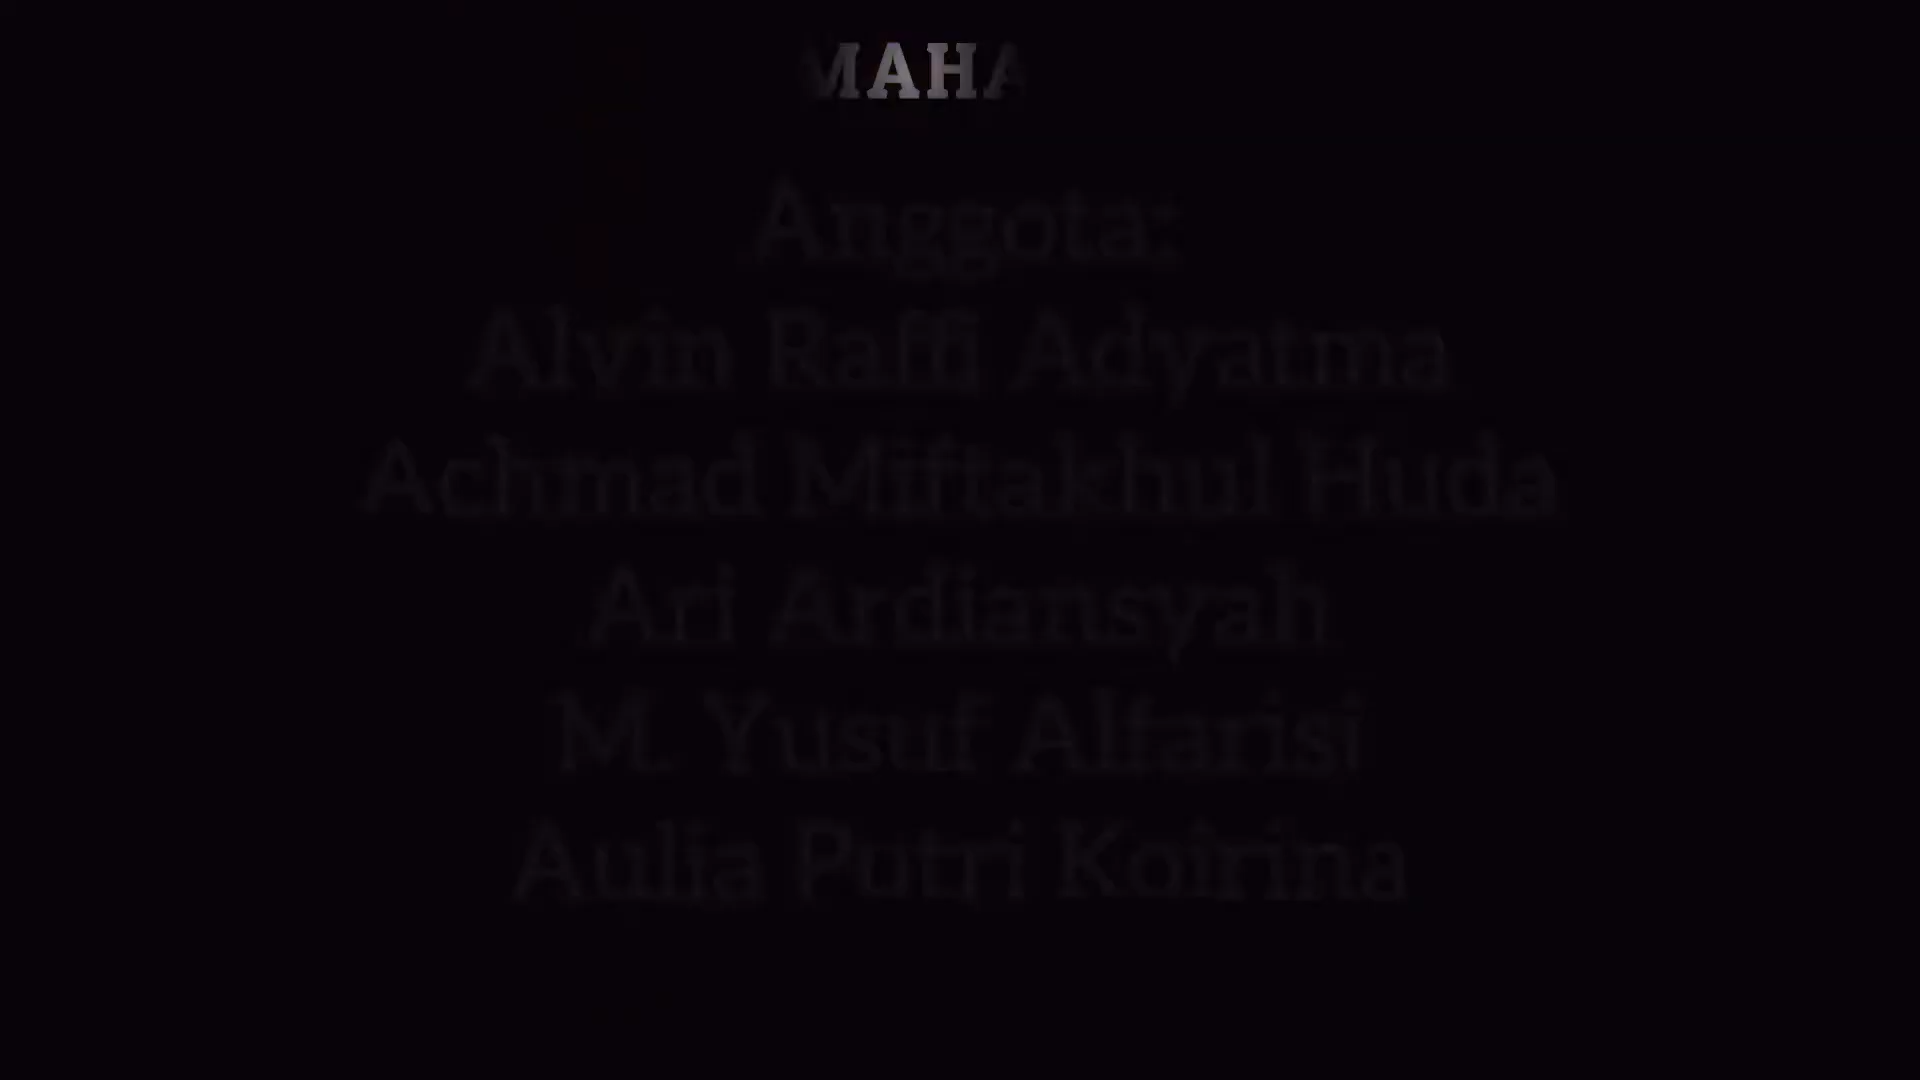 MAHA
Anggota:
Alvin Raffi Adyatma
Achmad Miftakhul Huda
Ari Ardiansyah
M. Yusuf Alfarisi
Aulia Putri Koirina